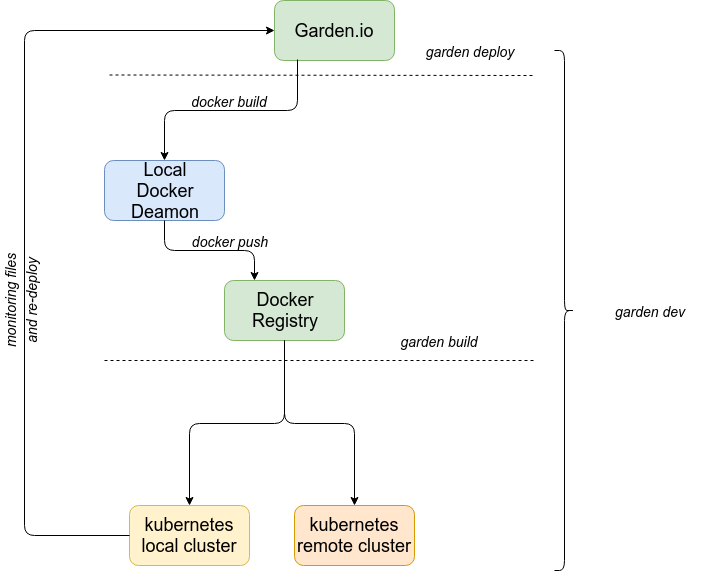 Garden.io
garden deploy
docker build
Local
Docker
Deamon
docker push
Docker
Registry
garden build
garden dev
monitoring files
and re-deploy
kubernetes
local cluster
kubernetes
remote cluster